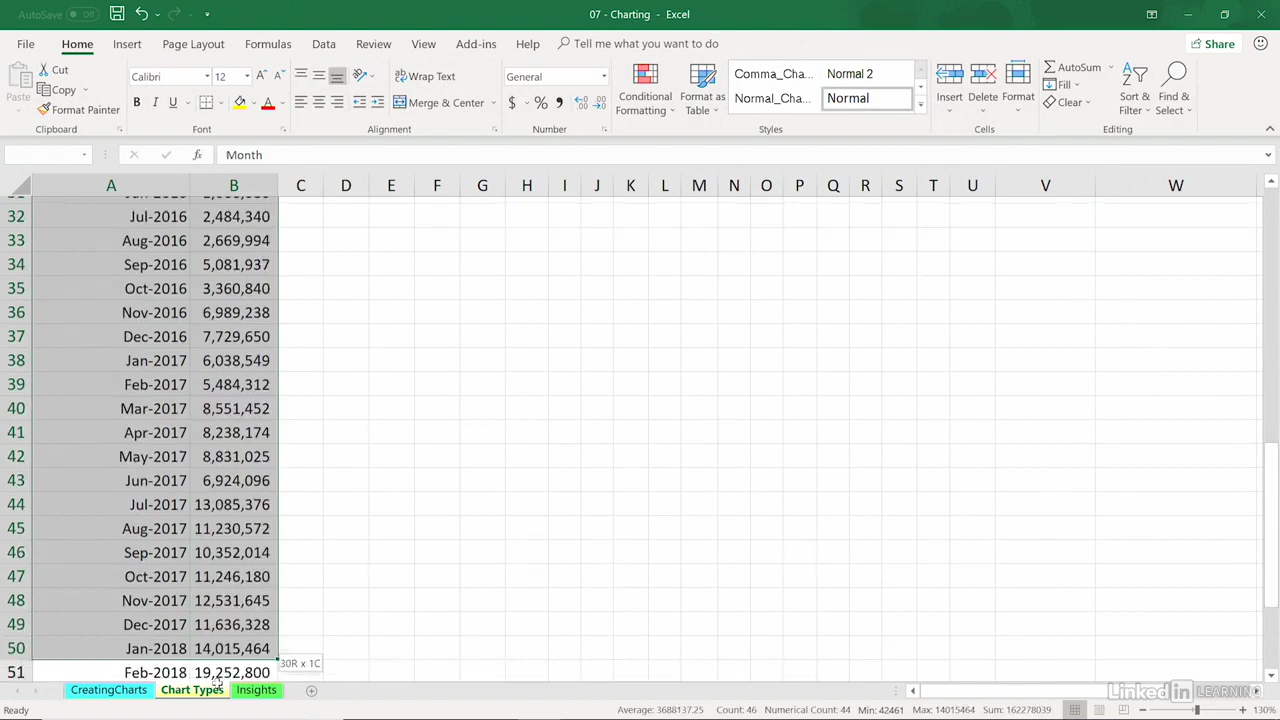 AutoSave Off
07 - Charting - Excel
File Home Insert Page Layout Formulas Data Review View Add-ins Help Tell me what you want to do Share
Paste
Cut
Copy
Format Painter
Clipboard
Calibri 12
B I U
Font
Wrap Text
Merge & Center
Alignment
General
$ %
Number
Conditional
Formatting
Format as
Table
Comma_Cha... Normal 2
Normal_Cha... Normal
Styles
Insert Delete Format
Cells
AutoSum
Fill
Clear
Sort &
Filter
Find &
Select
Editing
fx Month
A B C D E F G H I J K L M N O P Q R S T U V W
32 Jul-2016 2,484,340
33 Aug-2016 2,669,994
34 Sep-2016 5,081,937
35 Oct-2016 3,360,840
36 Nov-2016 6,989,238
37 Dec-2016 7,729,650
38 Jan-2017 6,038,549
39 Feb-2017 5,484,312
40 Mar-2017 8,551,452
41 Apr-2017 8,238,174
42 May-2017 8,831,025
43 Jun-2017 6,924,096
44 Jul-2017 13,085,376
45 Aug-2017 11,230,572
46 Sep-2017 10,352,014
47 Oct-2017 11,246,180
48 Nov-2017 12,531,645
49 Dec-2017 11,636,328
50 Jan-2018 14,015,464
30R x 1C
51 Feb-2018 19,252,800
CreatingCharts Chart Types Insights
LinkedIn LEARNING
Ready
Average: 3688137.25 Count: 46 Numerical Count: 44 Min: 42461 Max: 14015464 Sum: 162278039
130%